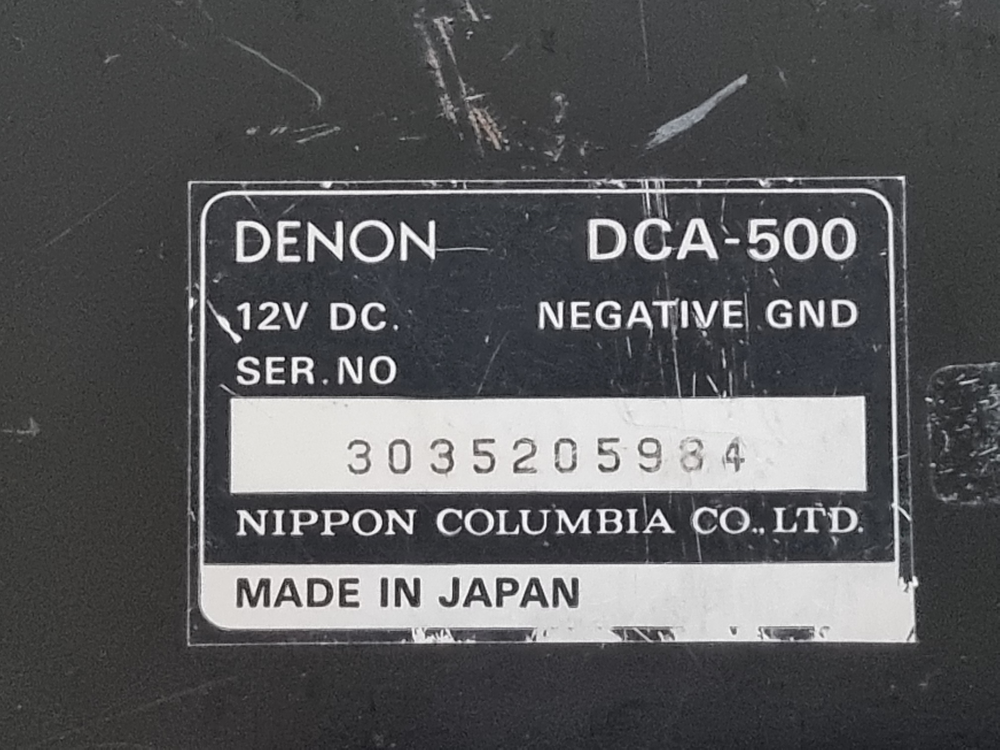 DENON DCA-500
12V DC. NEGATIVE GND
SER.NO
3035205984
NIPPON COLUMBIA CO., LTD.
MADE IN JAPAN